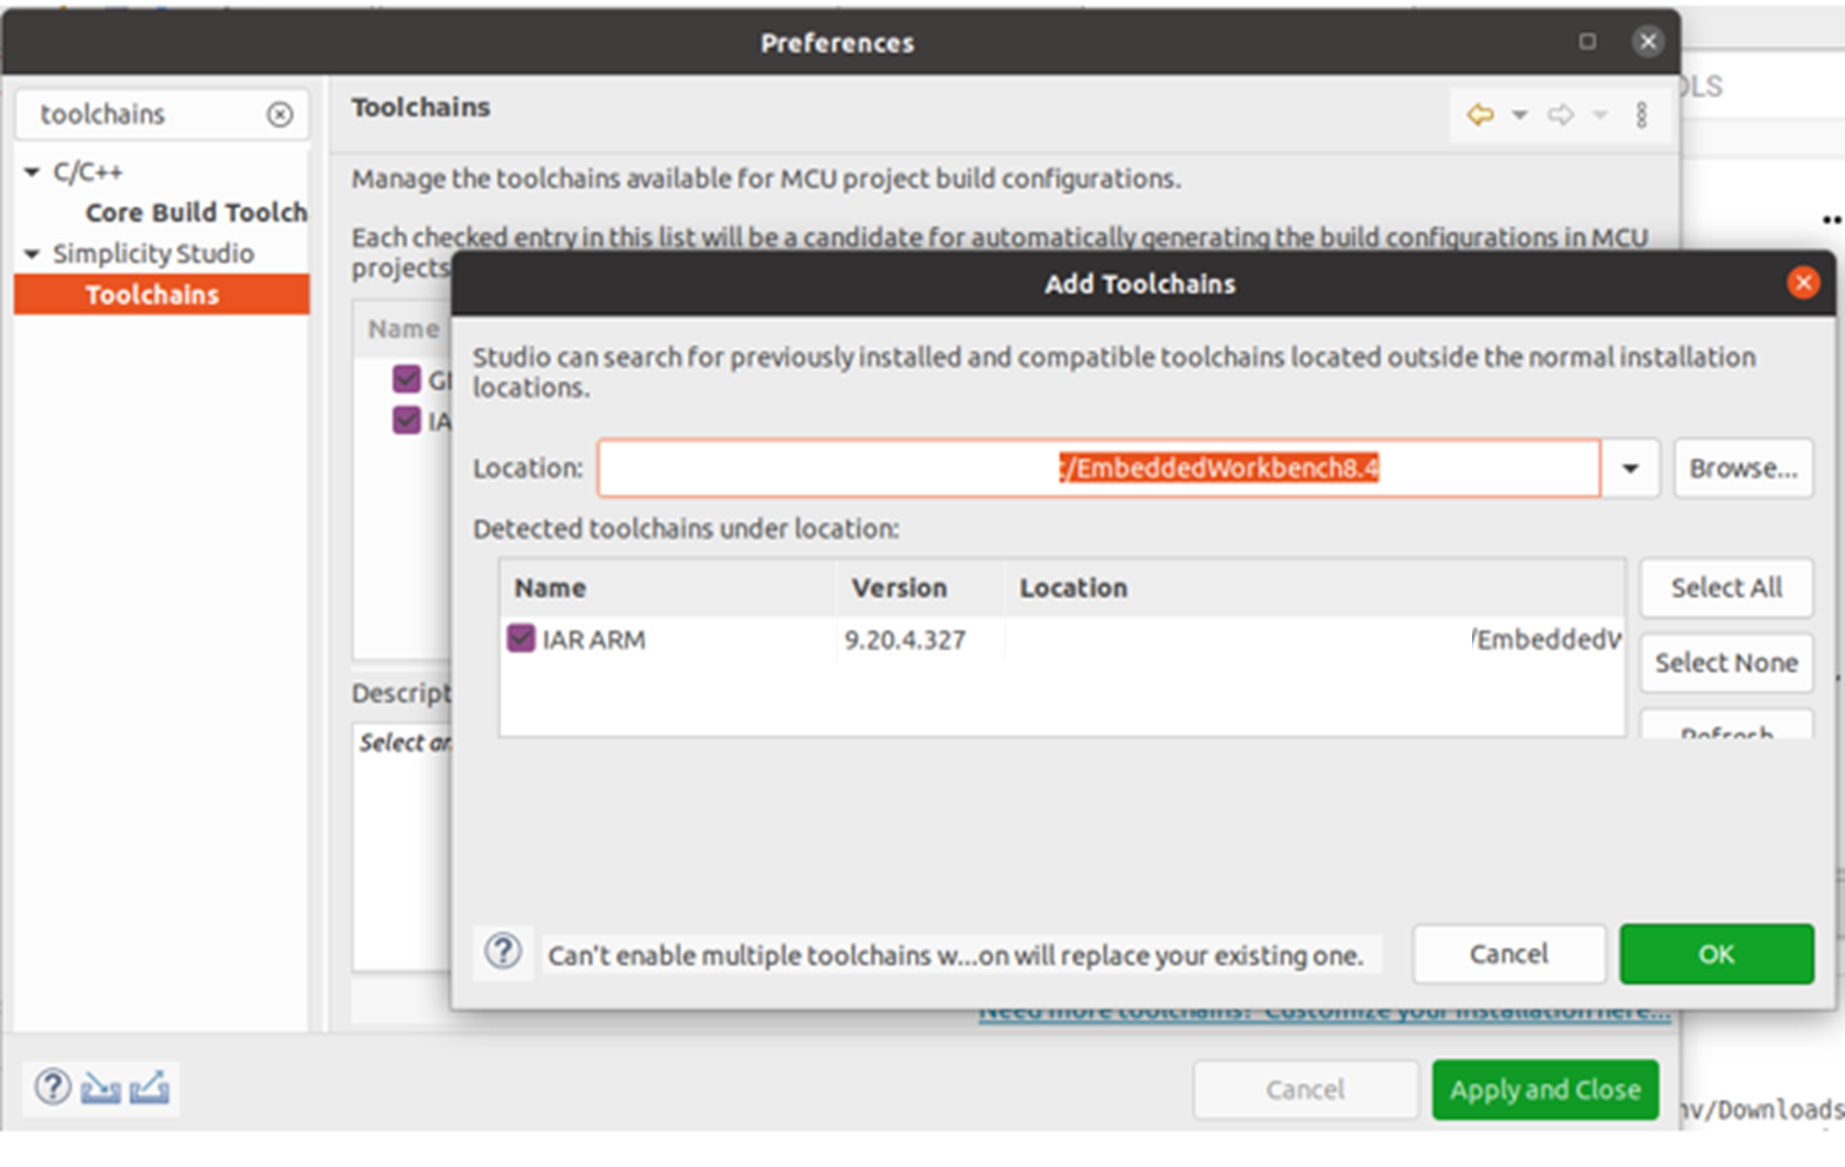 Preferences
toolchains
C/C++
Core Build Toolch
Simplicity Studio
Toolchains
Toolchains
Manage the toolchains available for MCU project build configurations.
Each checked entry in this list will be a candidate for automatically generating the build configurations in MCU
projects
Name
IA
Descript
Select an
Need more toolchains? Customize your installation here...
Cancel
Apply and Close
Add Toolchains
Studio can search for previously installed and compatible toolchains located outside the normal installation
locations.
Location: :/EmbeddedWorkbench8.4 Browse...
Detected toolchains under location:
Name Version Location
IAR ARM 9.20.4.327 /EmbeddedW
Select All
Select None
Refresh
Can't enable multiple toolchains w...on will replace your existing one.
Cancel
OK
OLS
nv/Downloads